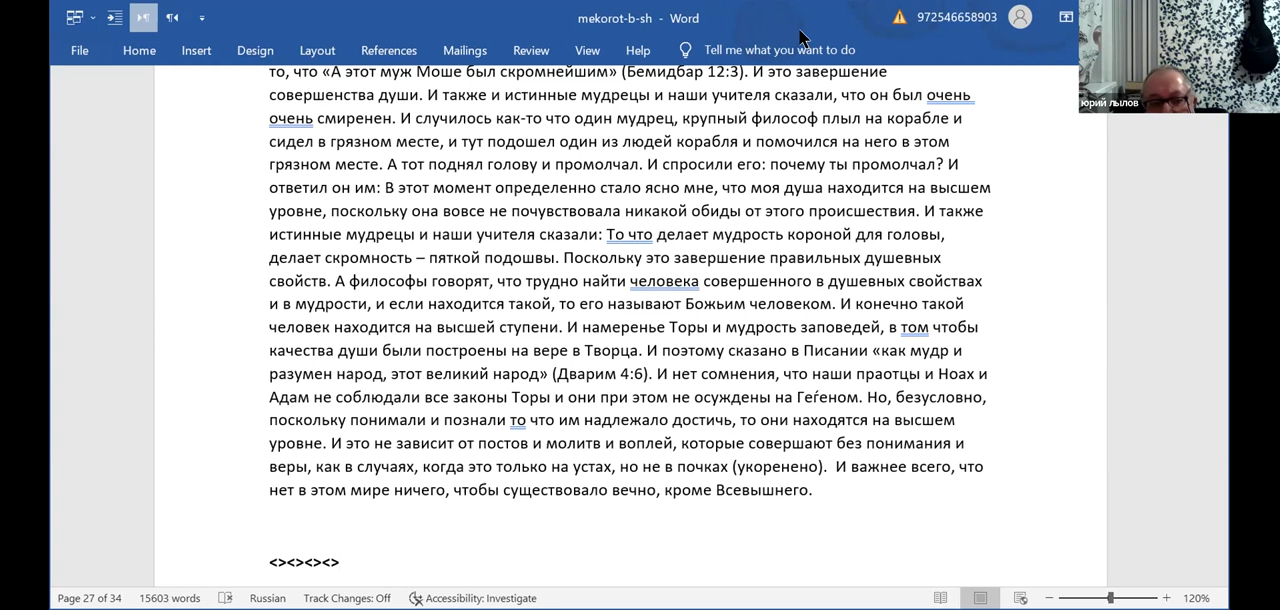 mekorot-b-sh - Word
972546658903
File Home Insert Design Layout References Mailings Review View Help Tell me what you want to do
юрий лылов
то, что «А этот муж Моше был скромнейшим» (Бемидбар 12:3). И это завершение
совершенства души. И также и истинные мудрецы и наши учителя сказали, что он был очень
очень смиренен. И случилось как-то что один мудрец, крупный философ плыл на корабле и
сидел в грязном месте, и тут подошел один из людей корабля и помочился на него в этом
грязном месте. А тот поднял голову и промолчал. И спросили его: почему ты промолчал? И
ответил он им: В этот момент определенно стало ясно мне, что моя душа находится на высшем
уровне, поскольку она вовсе не почувствовала никакой обиды от этого происшествия. И также
истинные мудрецы и наши учителя сказали: То что делает мудрость короной для головы,
делает скромность – пяткой подошвы. Поскольку это завершение правильных душевных
свойств. А философы говорят, что трудно найти человека совершенного в душевных свойствах
и в мудрости, и если находится такой, то его называют Божьим человеком. И конечно такой
человек находится на высшей ступени. И намеренье Торы и мудрость заповедей, в том чтобы
качества души были построены на вере в Творца. И поэтому сказано в Писании «как мудр и
разумен народ, этот великий народ» (Дварим 4:6). И нет сомнения, что наши праотцы и Ноах и
Адам не соблюдали все законы Торы и они при этом не осуждены на Геѓеном. Но, безусловно,
поскольку понимали и познали то что им надлежало достичь, то они находятся на высшем
уровне. И это не зависит от постов и молитв и воплей, которые совершают без понимания и
веры, как в случаях, когда это только на устах, но не в почках (укоренено).  И важнее всего, что
нет в этом мире ничего, чтобы существовало вечно, кроме Всевышнего.
<><><><>
Page 27 of 34 15603 words Russian Track Changes: Off Accessibility: Investigate 120%